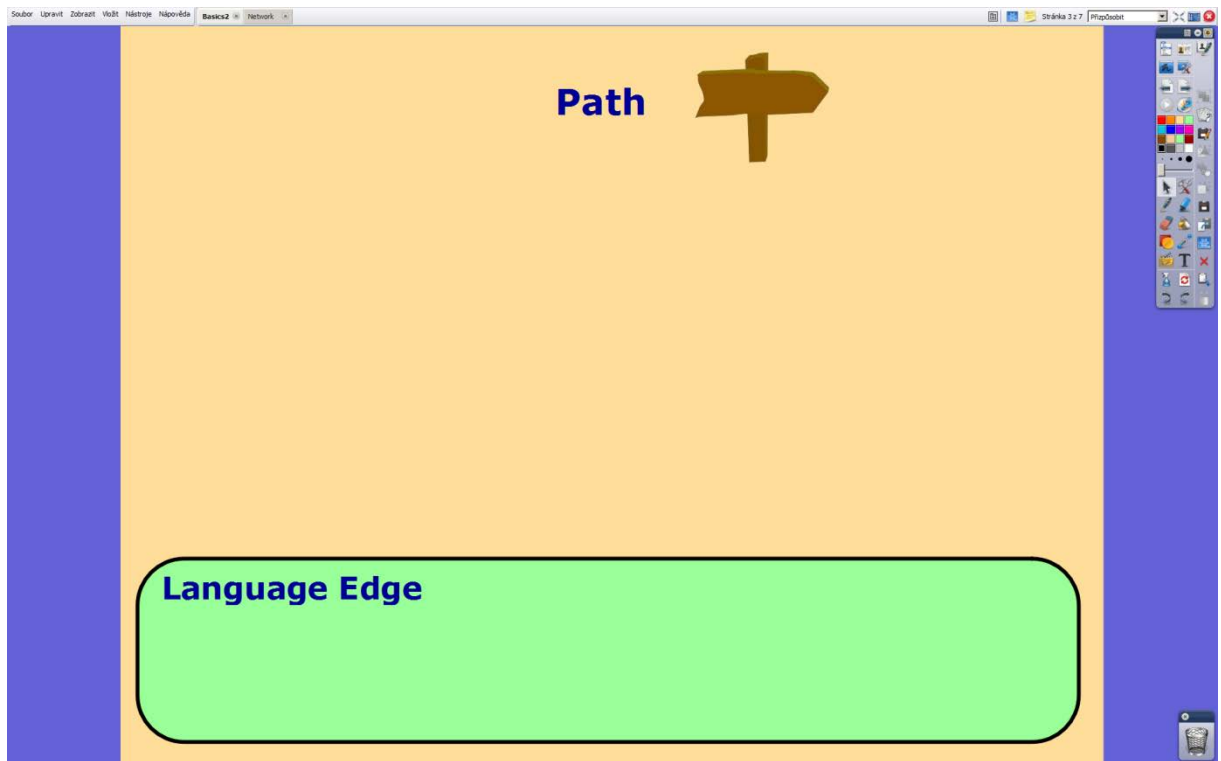 Soubor Upravit Zobrazit Vložit Nástroje Nápověda Basics2 Network Stránka 3 z 7 Přizpůsobit
Path
Language Edge